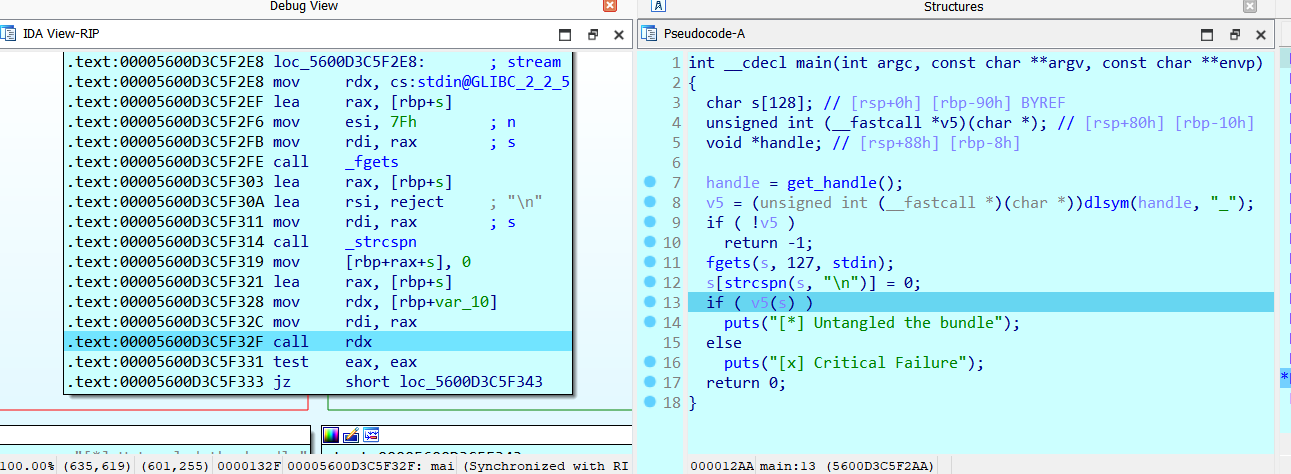 Debug View
Structures
IDA View-RIP
Pseudocode-A
.text:00005600D3C5F2E8 loc_5600D3C5F2E8: ; stream
.text:00005600D3C5F2E8 mov rdx, cs:stdin@GLIBC_2_2_5
.text:00005600D3C5F2EF lea rax, [rbp+s]
.text:00005600D3C5F2F6 mov esi, 7Fh ; n
.text:00005600D3C5F2FB mov rdi, rax ; s
.text:00005600D3C5F2FE call _fgets
.text:00005600D3C5F303 lea rax, [rbp+s]
.text:00005600D3C5F30A lea rsi, reject ; "\n"
.text:00005600D3C5F311 mov rdi, rax ; s
.text:00005600D3C5F314 call _strcspn
.text:00005600D3C5F319 mov [rbp+rax+s], 0
.text:00005600D3C5F321 lea rax, [rbp+s]
.text:00005600D3C5F328 mov rdx, [rbp+var_10]
.text:00005600D3C5F32C mov rdi, rax
.text:00005600D3C5F32F call rdx
.text:00005600D3C5F331 test eax, eax
.text:00005600D3C5F333 jz short loc_5600D3C5F343
100.00% (635,619) (601,255) 0000132F 00005600D3C5F32F: mai (Synchronized with RI
1 int __cdecl main(int argc, const char **argv, const char **envp)
2 {
3 char s[128]; // [rsp+0h] [rbp-90h] BYREF
4 unsigned int (__fastcall *v5)(char *); // [rsp+80h] [rbp-10h]
5 void *handle; // [rsp+88h] [rbp-8h]
6
7 handle = get_handle();
8 v5 = (unsigned int (__fastcall *)(char *))dlsym(handle, "_");
9 if ( !v5 )
10 return -1;
11 fgets(s, 127, stdin);
12 s[strcspn(s, "\n")] = 0;
13 if ( v5(s) )
14 puts("[*] Untangled the bundle");
15 else
16 puts("[x] Critical Failure");
17 return 0;
18 }
000012AA main:13 (5600D3C5F2AA)